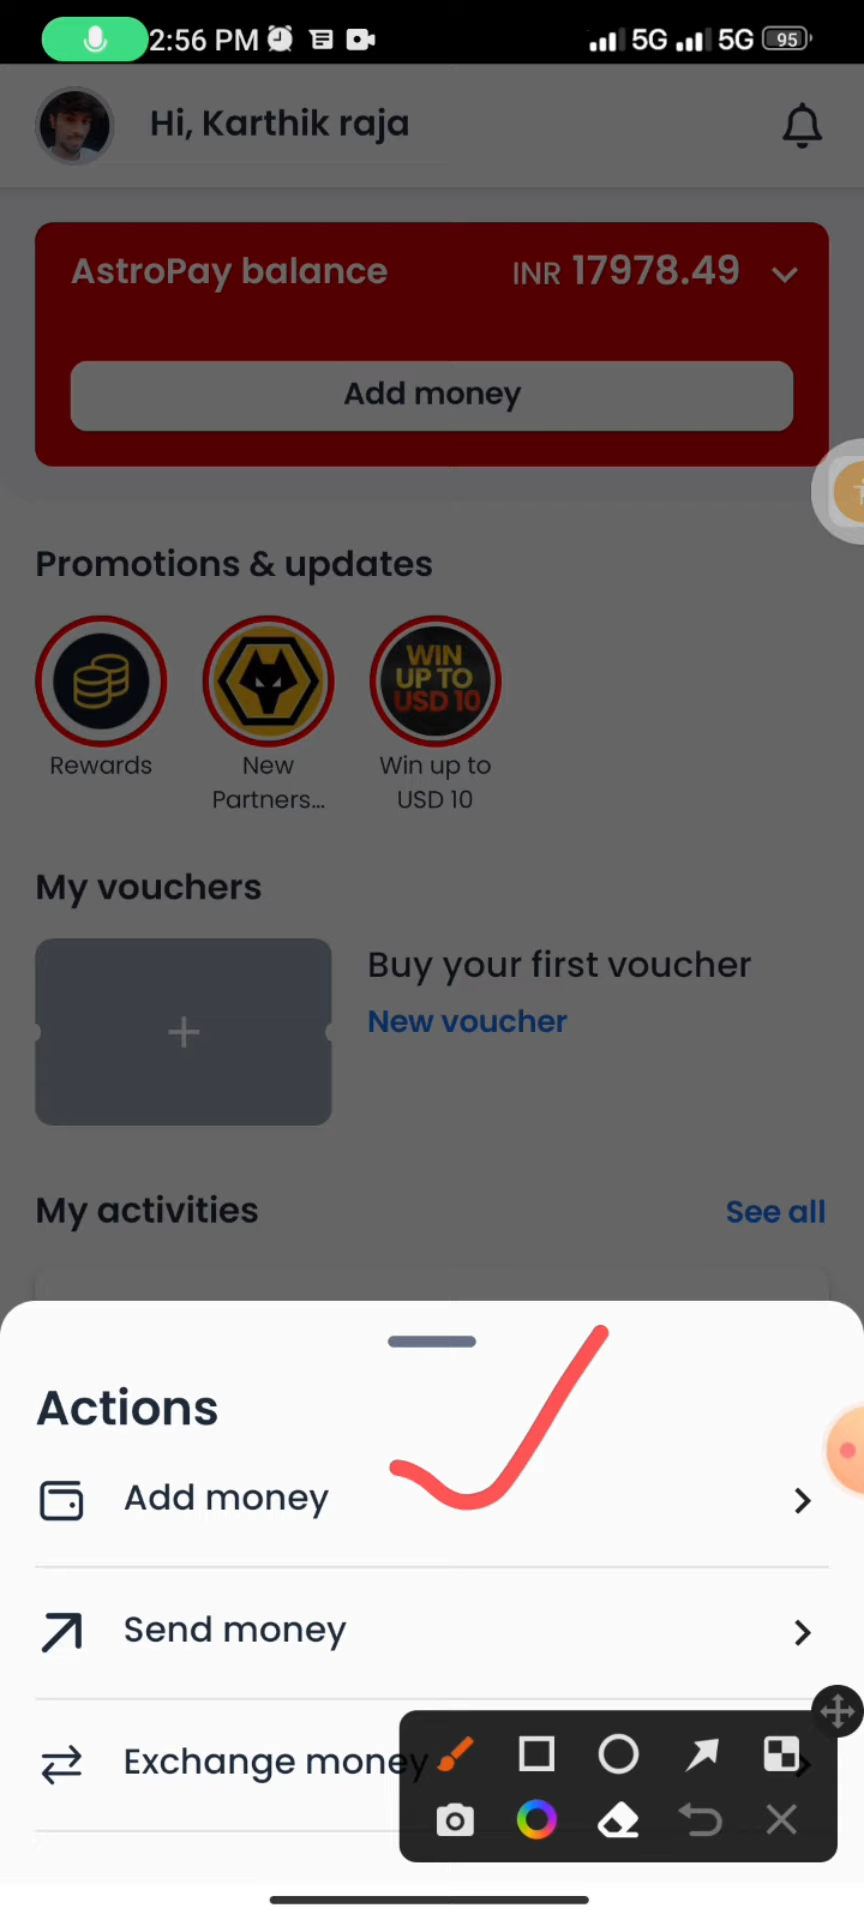 2:56 PM 5G 5G 95
Hi, Karthik raja
AstroPay balance INR 17978.49
Add money
Promotions & updates
WIN
UP TO
USD 10
Rewards
New
Partners...
Win up to
USD 10
My vouchers
Buy your first voucher
New voucher
My activities See all
Actions
Add money
Send money
Exchange money